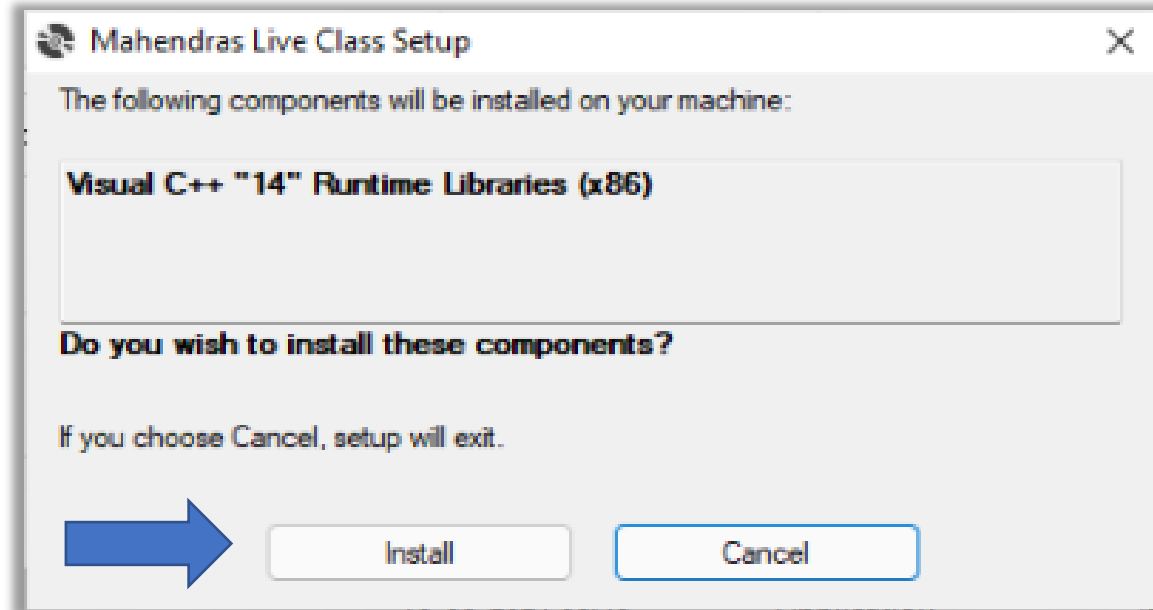 Mahendras Live Class Setup
The following components will be installed on your machine:
Visual C++ "14" Runtime Libraries (x86)
Do you wish to install these components?
If you choose Cancel, setup will exit.
Install Cancel